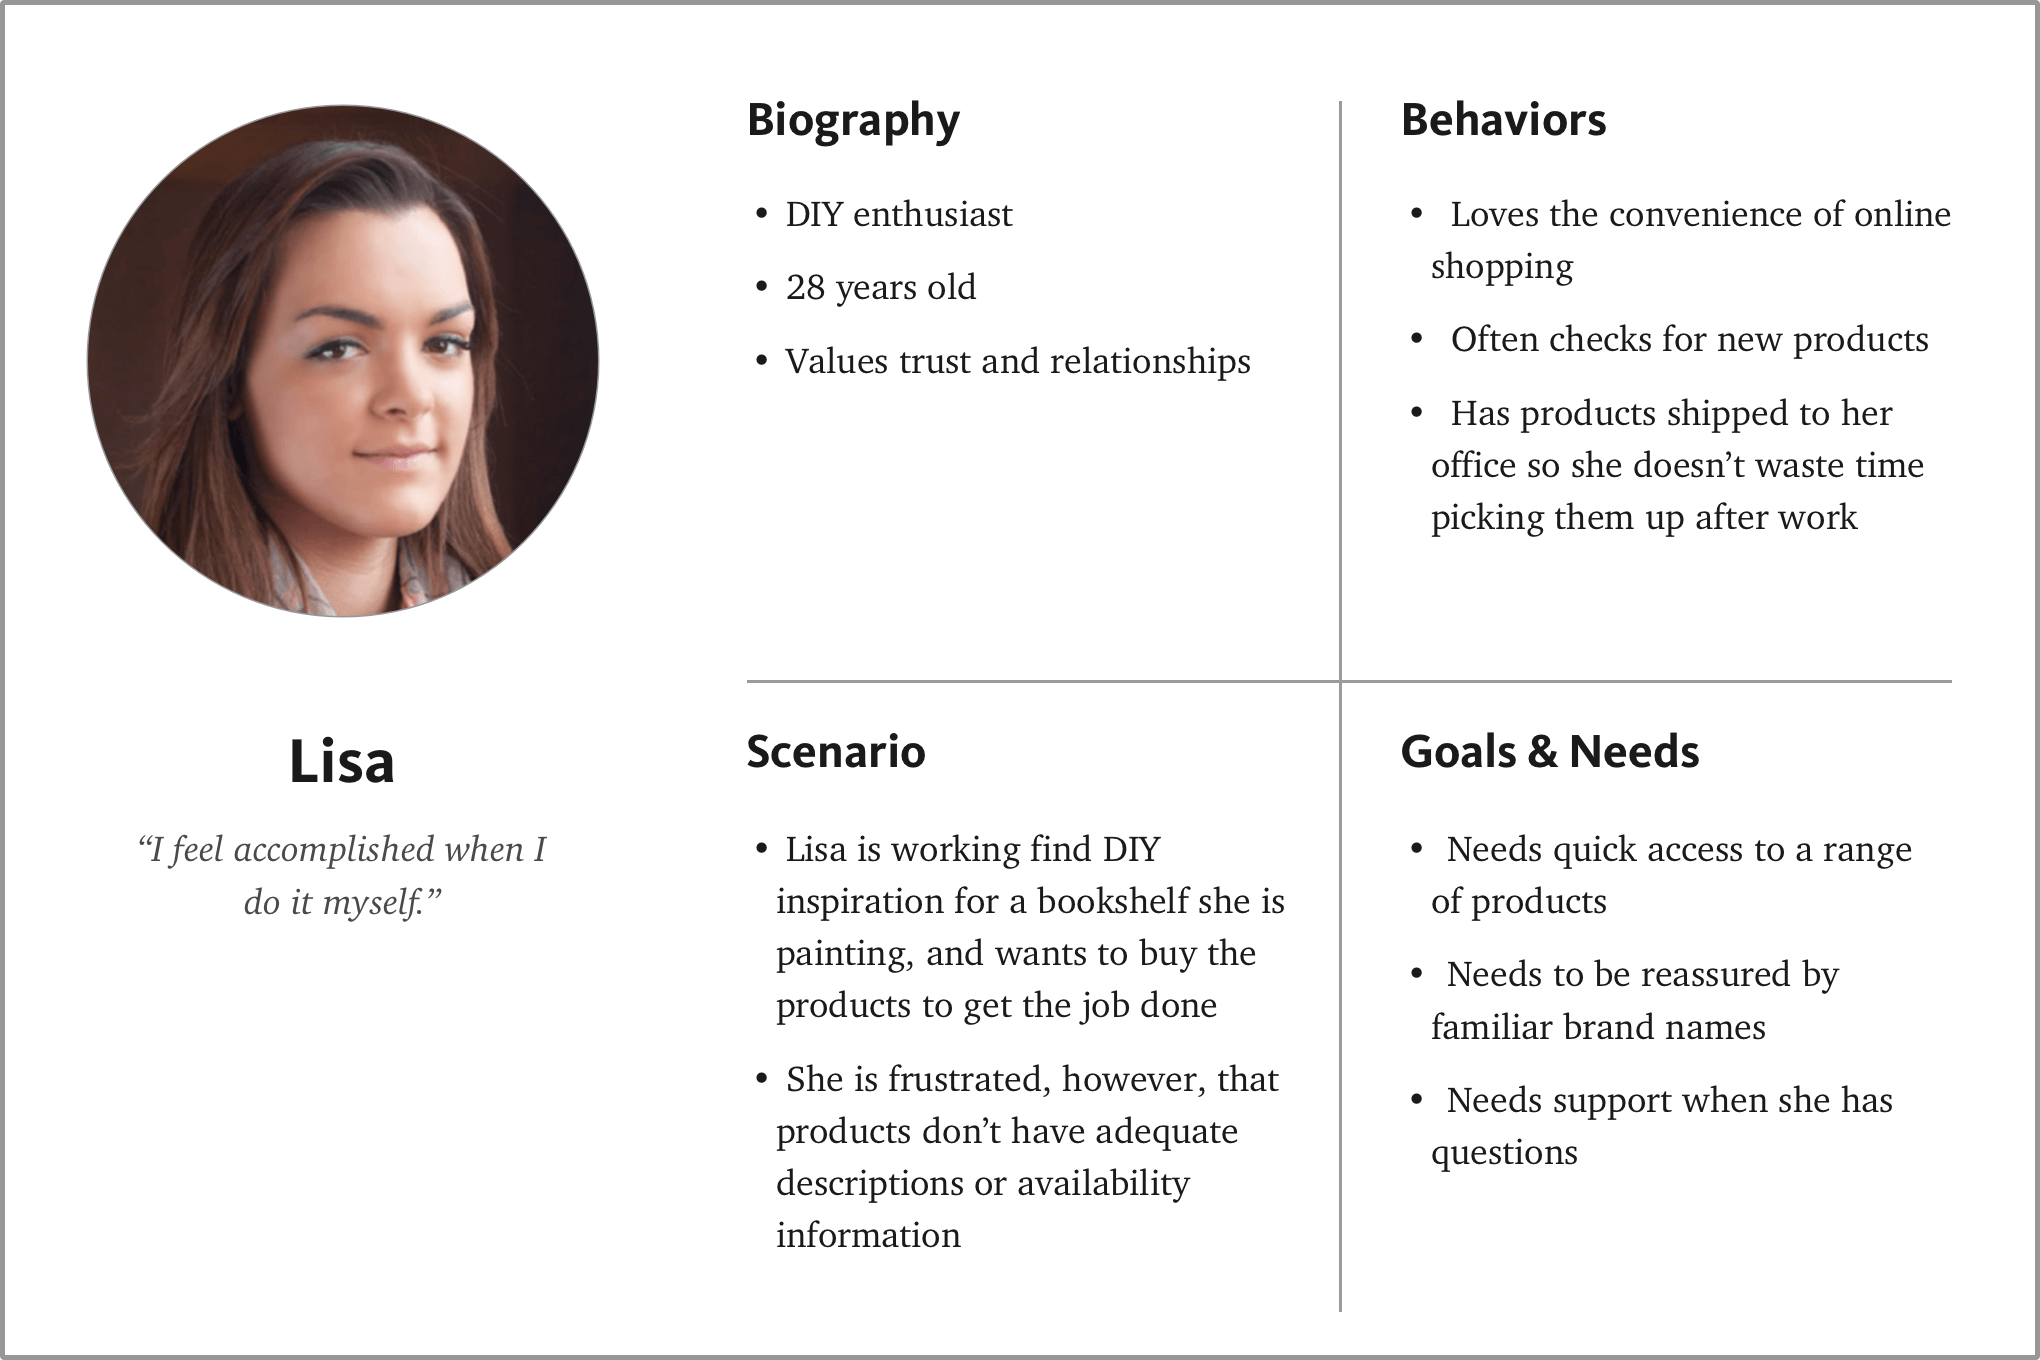 Lisa
“I feel accomplished when I
do it myself.”
Biography
• DIY enthusiast
• 28 years old
• Values trust and relationships
Behaviors
• Loves the convenience of online
shopping
• Often checks for new products
• Has products shipped to her
office so she doesn’t waste time
picking them up after work
Scenario
• Lisa is working find DIY
inspiration for a bookshelf she is
painting, and wants to buy the
products to get the job done
• She is frustrated, however, that
products don’t have adequate
descriptions or availability
information
Goals & Needs
• Needs quick access to a range
of products
• Needs to be reassured by
familiar brand names
• Needs support when she has
questions